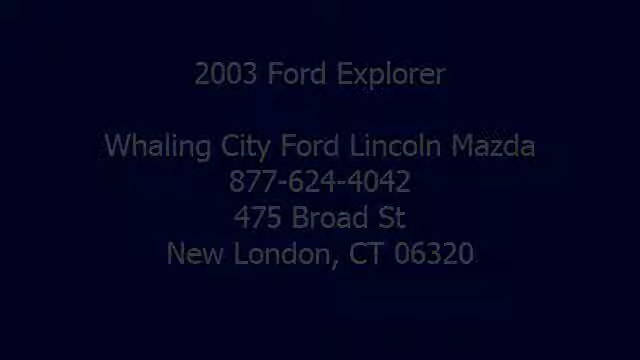 2003 Ford Explorer
Whaling City Ford Lincoln Mazda
877-624-4042
475 Broad St
New London, CT 06320